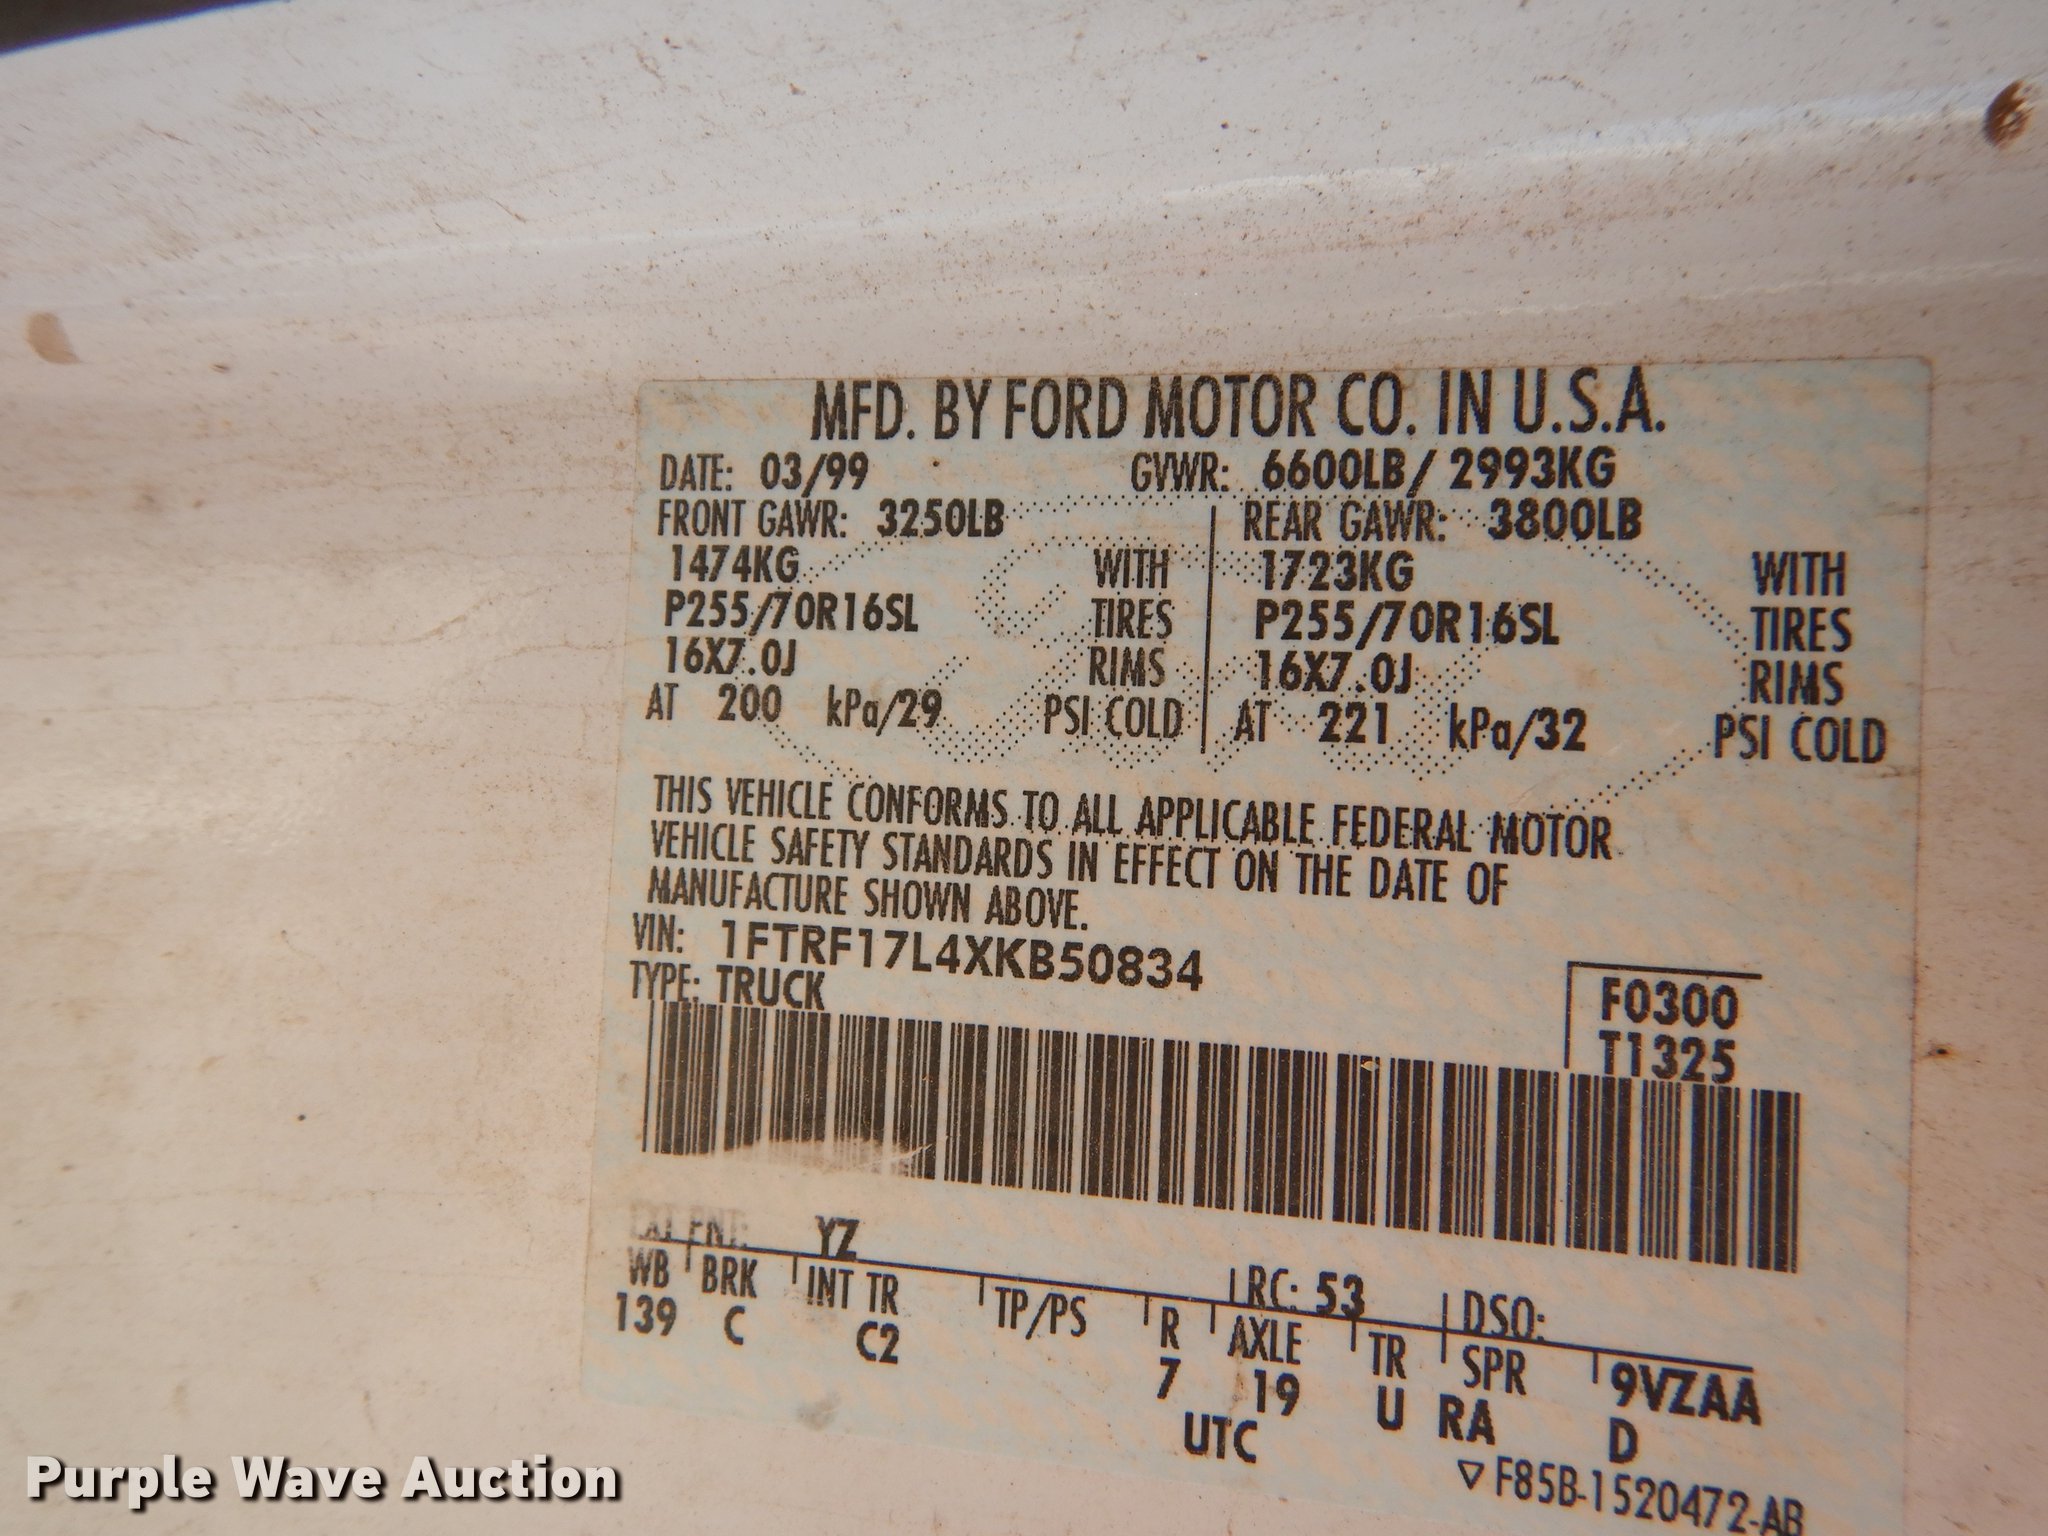 MFD. BY FORD MOTOR CO. IN U.S.A.
DATE: 03/99 GVWR: 6600LB/ 2993KG
FRONT GAWR: 3250LB REAR GAWR: 3800LB
1474KG WITH 1723KG WITH
P255/70R16SL TIRES P255/70R16SL TIRES
16X7.0J RIMS 16X7.0J RIMS
AT 200 kPa/29 PSI COLD AT 221 kPa/32 PSI COLD
THIS VEHICLE CONFORMS TO ALL APPLICABLE FEDERAL MOTOR
VEHICLE SAFETY STANDARDS IN EFFECT ON THE DATE OF
MANUFACTURE SHOWN ABOVE.
VIN: 1FTRF17L4XKB50834
TYPE: TRUCK
F0300
T1325
EXT PNT: YZ RC: 53 DSO:
WB BRK INT TR TP/PS R AXLE TR SPR 9VZAA
139 C C2 7 19 U RA D
UTC
▽ F85B-1520472-AB
Purple Wave Auction